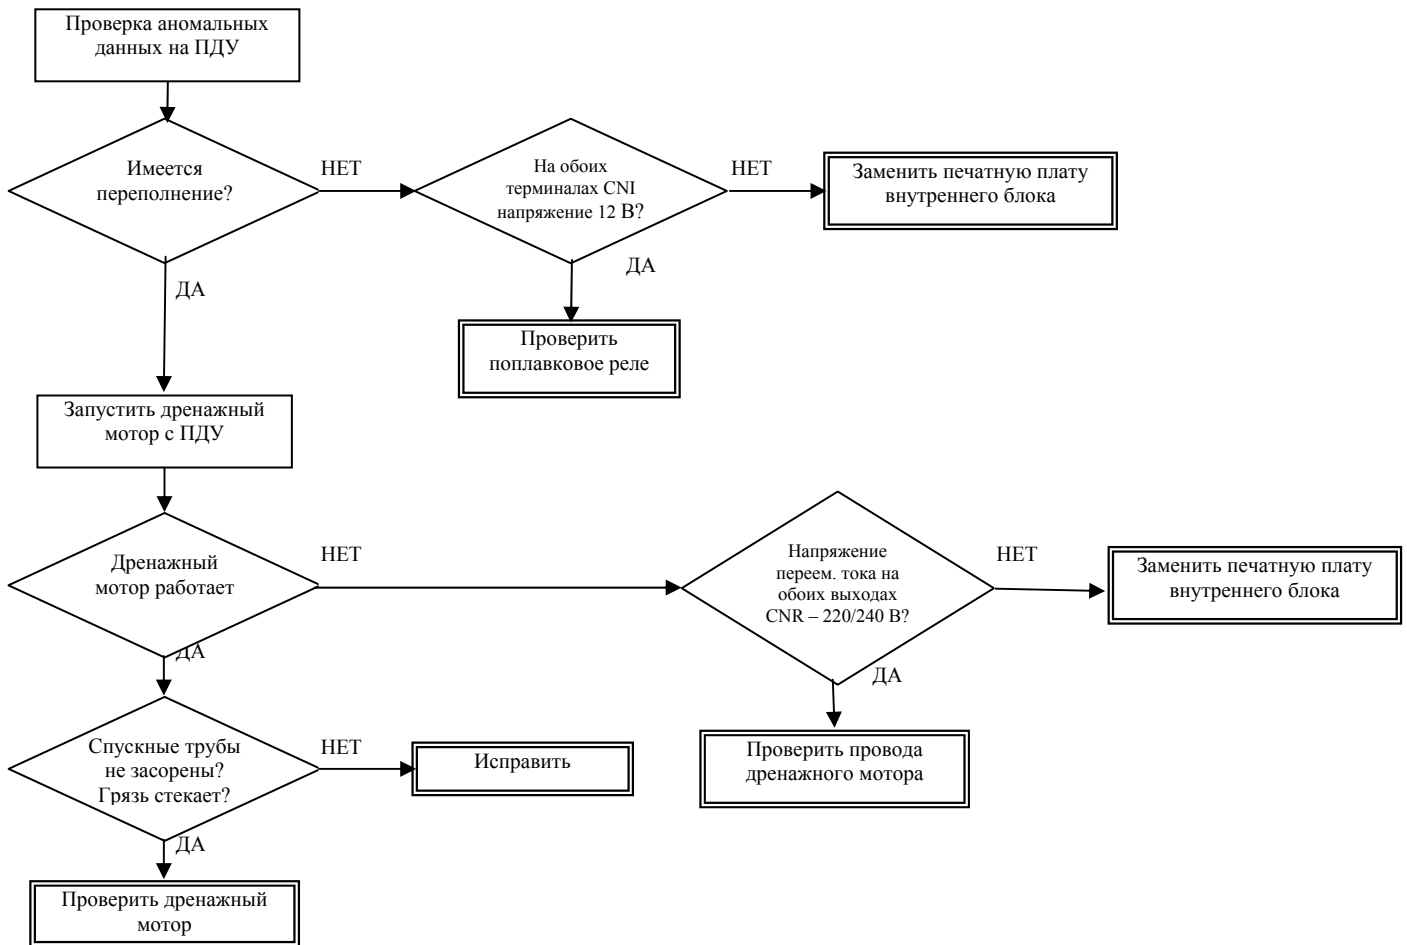 Проверка аномальных
данных на ПДУ
Имеется
переполнение?
НЕТ
На обоих
терминалах CNI
напряжение 12 В?
НЕТ
Заменить печатную плату
внутреннего блока
ДА
ДА
Проверить
поплавковое реле
Запустить дренажный
мотор с ПДУ
Дренажный
мотор работает
НЕТ
Напряжение
переем. тока на
обоих выходах
CNR – 220/240 В?
НЕТ
Заменить печатную плату
внутреннего блока
ДА
ДА
Проверить провода
дренажного мотора
Спускные трубы
не засорены?
Грязь стекает?
НЕТ
Исправить
ДА
Проверить дренажный
мотор